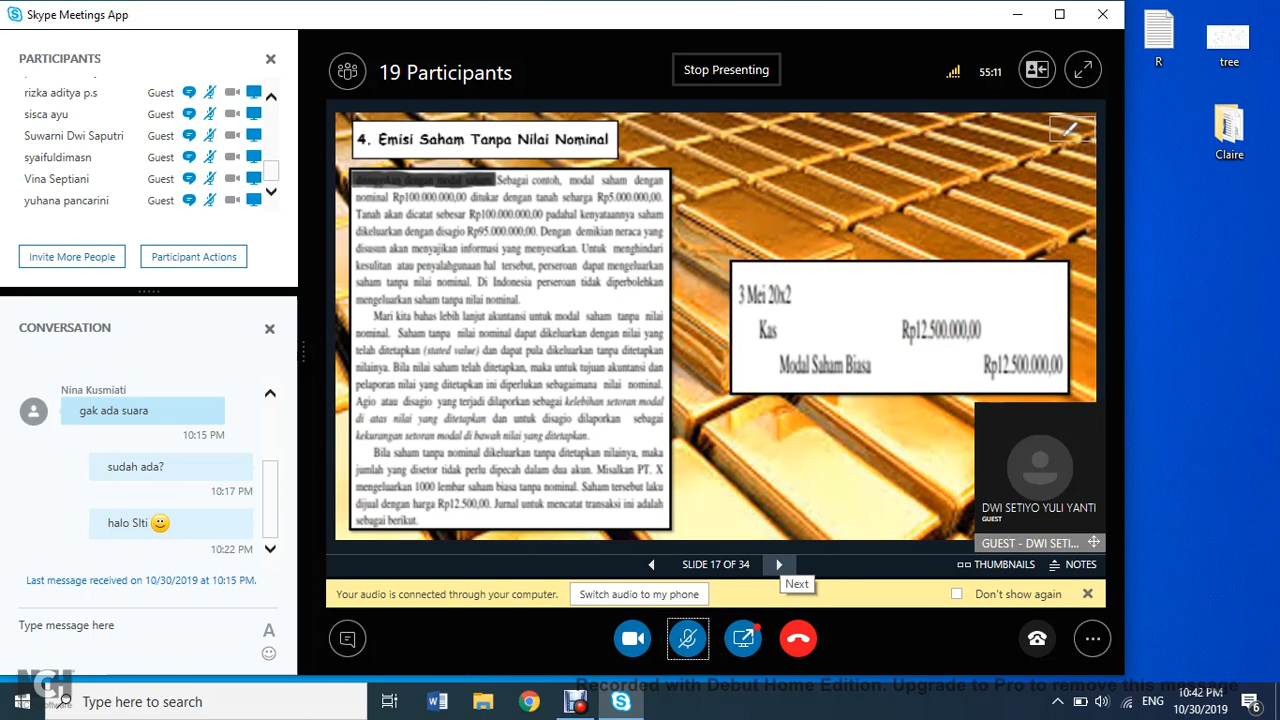 Skype Meetings App
PARTICIPANTS
rizka aditya p.s Guest
sisca ayu Guest
Suwarni Dwi Saputri Guest
syaifuldimasn Guest
Vina Septiani Guest
yuhana pancarini Guest
Invite More People
Participant Actions
CONVERSATION
Nina Kusmiati
gak ada suara
10:15 PM
sudah ada?
10:17 PM
halo SIti
10:22 PM
Last message received on 10/30/2019 at 10:15 PM.
Type message here
A
19 Participants
Stop Presenting
55:11
4. Emisi Saham Tanpa Nilai Nominal
Sebagai contoh, modal saham dengan
nominal Rp100.000.000,00 ditukar dengan tanah seharga Rp5.000.000,00.
Tanah akan dicatat sebesar Rp100.000.000,00 padahal kenyataannya saham
dikeluarkan dengan disagio Rp95.000.000,00. Dengan demikian neraca yang
disusun akan menyajikan informasi yang menyesatkan. Untuk menghindari
kesulitan atau penyalahgunaan hal tersebut, perseroan dapat mengeluarkan
saham tanpa nilai nominal. Di Indonesia perseroan tidak diperbolehkan
mengeluarkan saham tanpa nilai nominal.
Mari kita bahas lebih lanjut akuntansi untuk modal saham tanpa nilai
nominal. Saham tanpa nilai nominal dapat dikeluarkan dengan nilai yang
telah ditetapkan (stated value) dan dapat pula dikeluarkan tanpa ditetapkan
nilainya. Bila nilai saham telah ditetapkan, maka untuk tujuan akuntansi dan
pelaporan nilai yang ditetapkan ini diperlukan sebagaimana nilai nominal.
Agio atau disagio yang terjadi dilaporkan sebagai kelebihan setoran modal
di atas nilai yang ditetapkan dan untuk disagio dilaporkan sebagai
kekurangan setoran modal di bawah nilai yang ditetapkan.
Bila saham tanpa nominal dikeluarkan tanpa ditetapkan nilainya, maka
jumlah yang disetor tidak perlu dipecah dalam dua akun. Misalkan PT. X
mengeluarkan 1000 lembar saham biasa tanpa nominal. Saham tersebut laku
dijual dengan harga Rp12.500,00. Jurnal untuk mencatat transaksi ini adalah
sebagai berikut.
3 Mei 20x2
Kas Rp12.500.000,00
Modal Saham Biasa Rp12.500.000,00
DWI SETIYO YULI YANTI
GUEST
GUEST - DWI SETI...
SLIDE 17 OF 34
THUMBNAILS
NOTES
Next
Your audio is connected through your computer.
Switch audio to my phone
Don't show again
R
tree
Claire
Recorded with Debut Home Edition. Upgrade to Pro to remove this message
NCH
Software
Type here to search
W
ENG
10:42 PM
10/30/2019
6